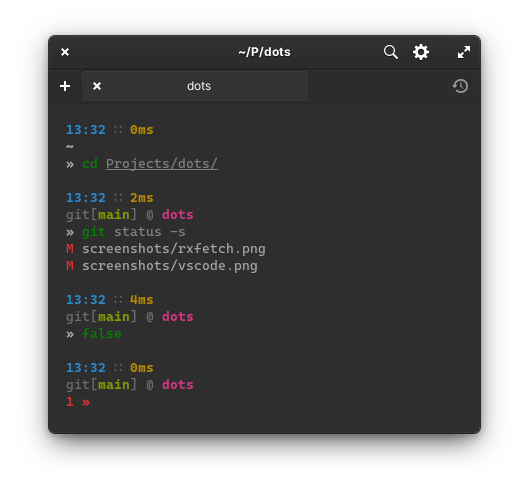 ~/P/dots
dots
13:32 :: 0ms
~
» cd Projects/dots/
13:32 :: 2ms
git[main] @ dots
» git status -s
M screenshots/rxfetch.png
M screenshots/vscode.png
13:32 :: 4ms
git[main] @ dots
» false
13:32 :: 0ms
git[main] @ dots
1 »